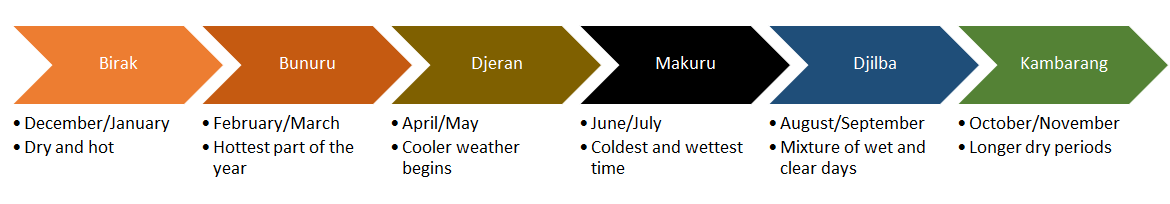 Birak
• December/January
• Dry and hot
Bunuru
• February/March
• Hottest part of the
year
Djeran
• April/May
• Cooler weather
begins
Makuru
• June/July
• Coldest and wettest
time
Djilba
• August/September
• Mixture of wet and
clear days
Kambarang
• October/November
• Longer dry periods